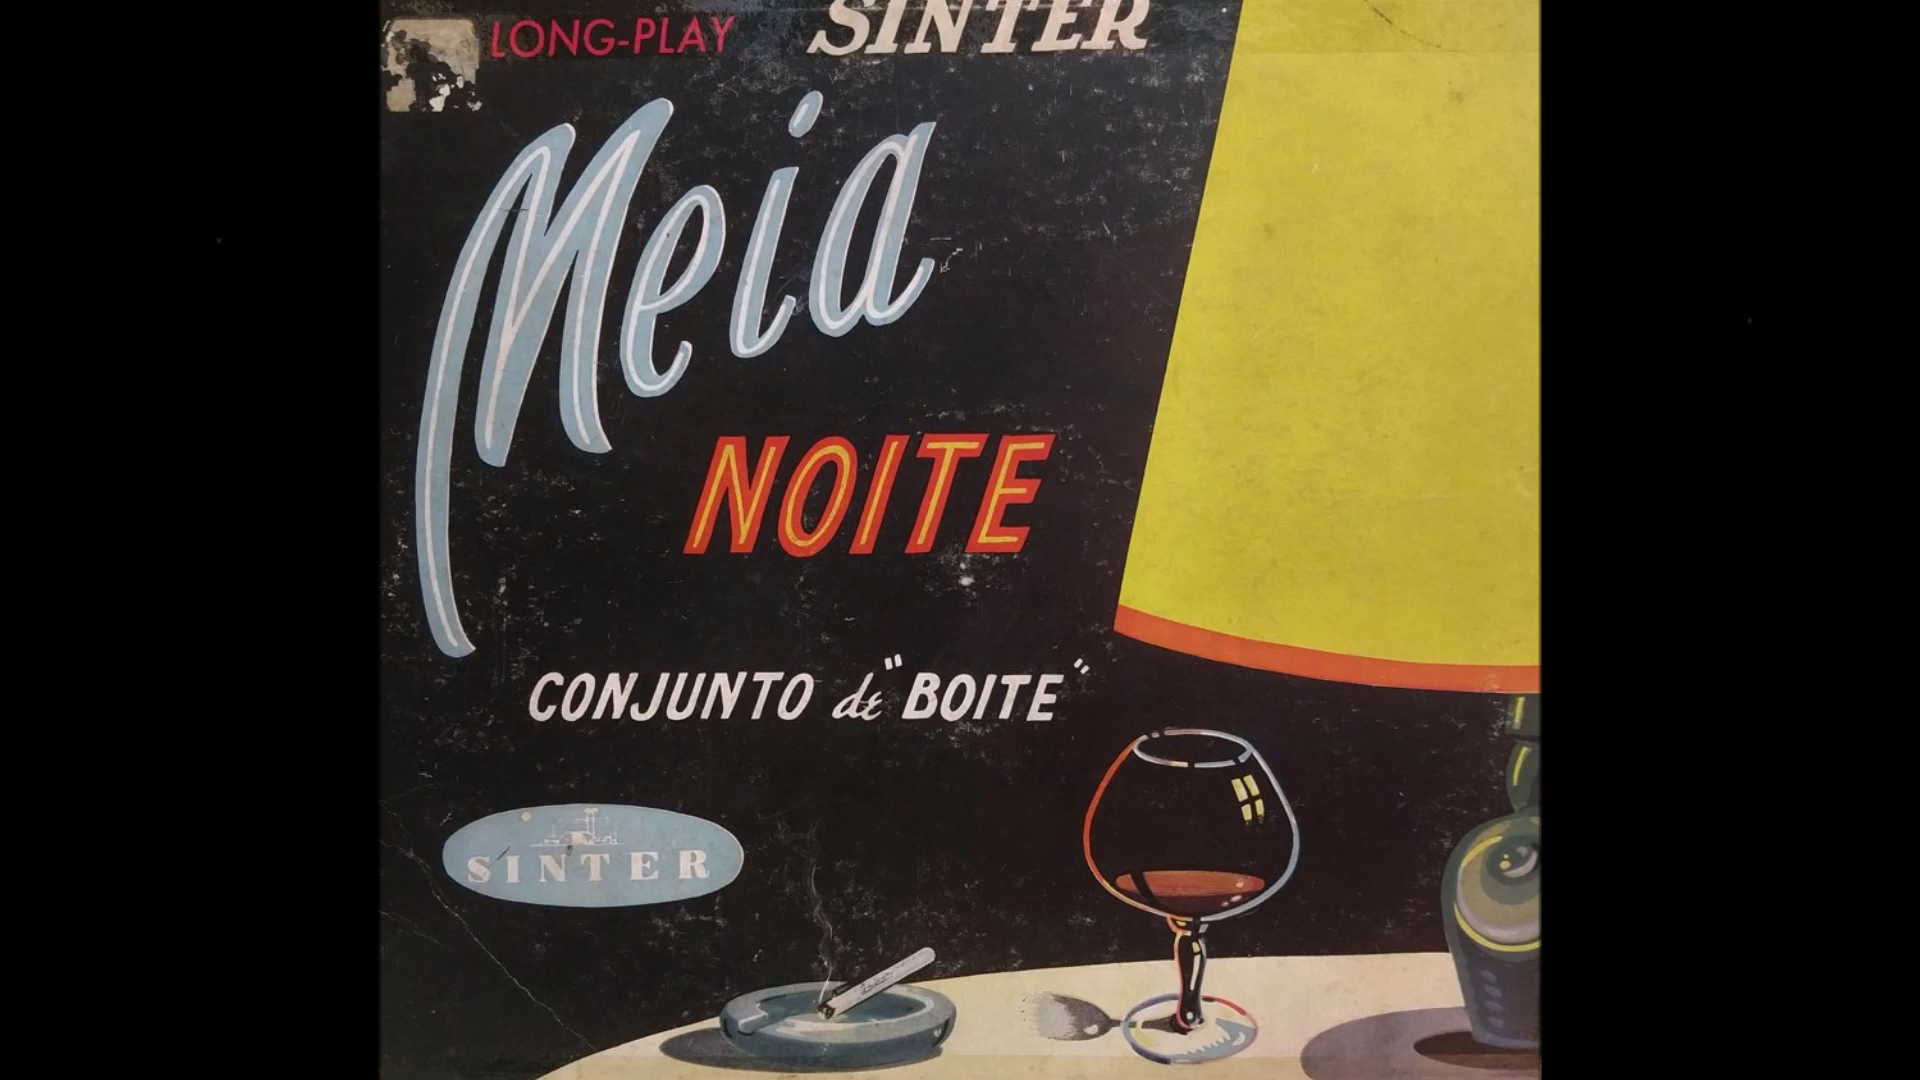 LONG-PLAY SINTER
Meia
NOITE
CONJUNTO de "BOITE"
SINTER